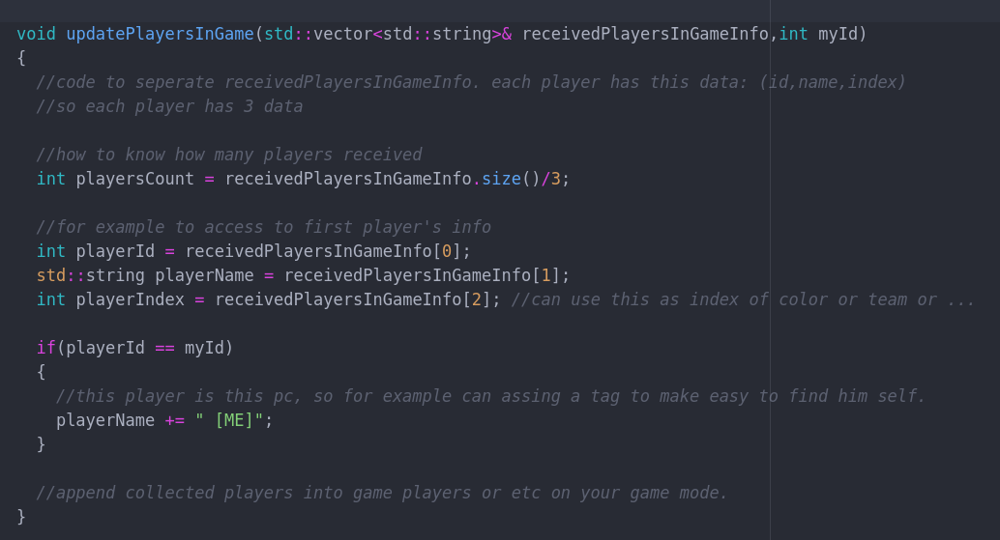 void updatePlayersInGame(std::vector<std::string>& receivedPlayersInGameInfo,int myId)
{
  //code to seperate receivedPlayersInGameInfo. each player has this data: (id,name,index)
  //so each player has 3 data

  //how to know how many players received
  int playersCount = receivedPlayersInGameInfo.size()/3;

  //for example to access to first player's info
  int playerId = receivedPlayersInGameInfo[0];
  std::string playerName = receivedPlayersInGameInfo[1];
  int playerIndex = receivedPlayersInGameInfo[2]; //can use this as index of color or team or ...

  if(playerId == myId)
  {
    //this player is this pc, so for example can assing a tag to make easy to find him self.
    playerName += " [ME]";
  }

  //append collected players into game players or etc on your game mode.
}